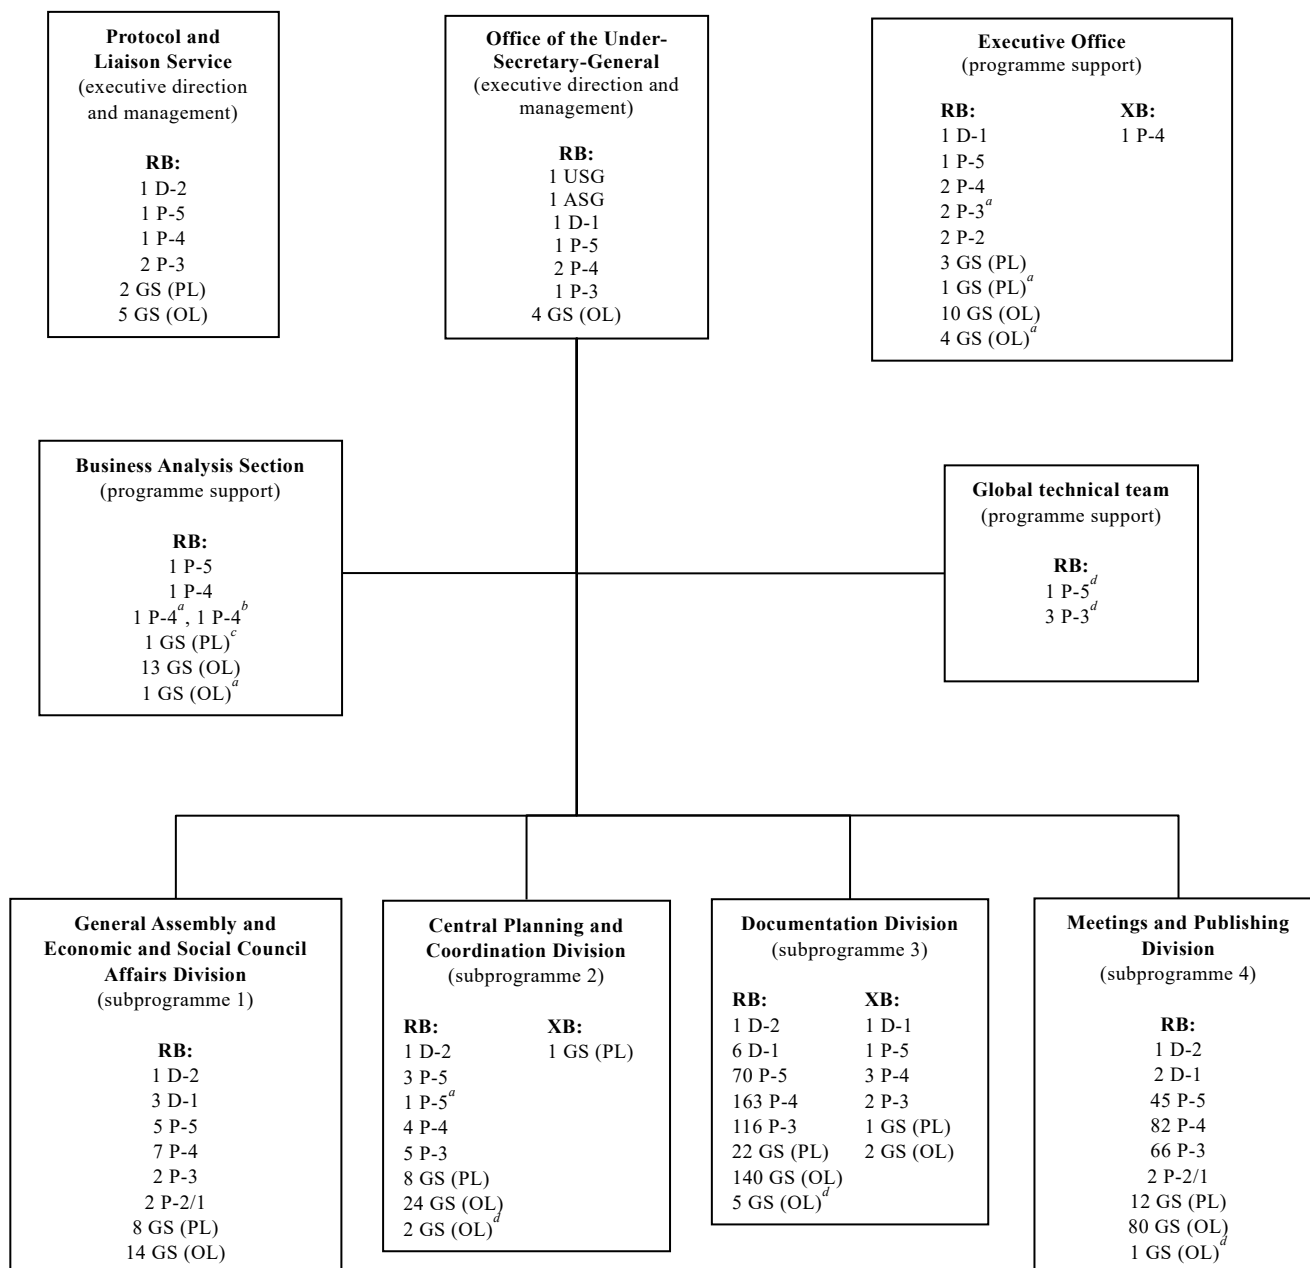 Protocol and
Liaison Service
(executive direction
and management)
RB:
1 D-2
1 P-5
1 P-4
2 P-3
2 GS (PL)
5 GS (OL)
Office of the Under-
Secretary-General
(executive direction and
management)
RB:
1 USG
1 ASG
1 D-1
1 P-5
2 P-4
1 P-3
4 GS (OL)
Executive Office
(programme support)
RB:
1 D-1
1 P-5
2 P-4
2 P-3a
2 P-2
3 GS (PL)
1 GS (PL)a
10 GS (OL)
4 GS (OL)a
XB:
1 P-4
Business Analysis Section
(programme support)
RB:
1 P-5
1 P-4
1 P-4a, 1 P-4b
1 GS (PL)c
13 GS (OL)
1 GS (OL)a
Global technical team
(programme support)
RB:
1 P-5d
3 P-3d
General Assembly and
Economic and Social Council
Affairs Division
(subprogramme 1)
RB:
1 D-2
3 D-1
5 P-5
7 P-4
2 P-3
2 P-2/1
8 GS (PL)
14 GS (OL)
Central Planning and
Coordination Division
(subprogramme 2)
RB:
1 D-2
3 P-5
1 P-5a
4 P-4
5 P-3
8 GS (PL)
24 GS (OL)
2 GS (OL)d
XB:
1 GS (PL)
Documentation Division
(subprogramme 3)
RB:
1 D-2
6 D-1
70 P-5
163 P-4
116 P-3
22 GS (PL)
140 GS (OL)
5 GS (OL)d
XB:
1 D-1
1 P-5
3 P-4
2 P-3
1 GS (PL)
2 GS (OL)
Meetings and Publishing
Division
(subprogramme 4)
RB:
1 D-2
2 D-1
45 P-5
82 P-4
66 P-3
2 P-2/1
12 GS (PL)
80 GS (OL)
1 GS (OL)d